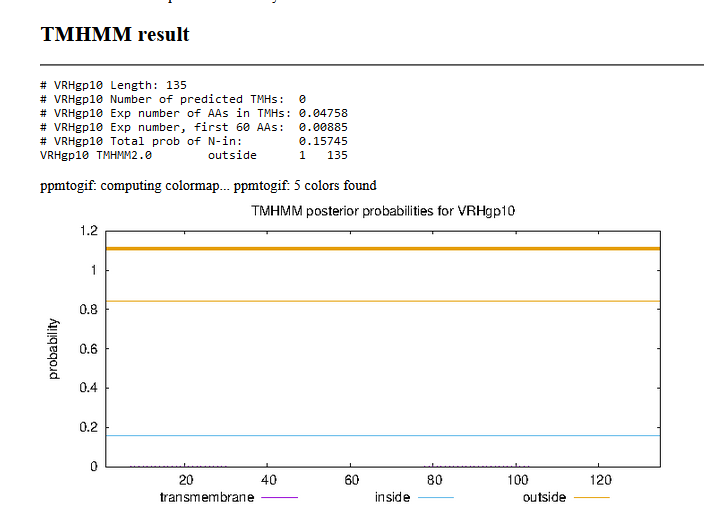 TMHMM result
# VRHgp10 Length: 135
# VRHgp10 Number of predicted TMHs:  0
# VRHgp10 Exp number of AAs in TMHs: 0.04758
# VRHgp10 Exp number, first 60 AAs:  0.00885
# VRHgp10 Total prob of N-in:        0.15745
VRHgp10 TMHMM2.0        outside      1   135
ppmtogif: computing colormap... ppmtogif: 5 colors found
TMHMM posterior probabilities for VRHgp10
1.2
1
0.8
0.6
0.4
0.2
0
probability
20 40 60 80 100 120
transmembrane inside outside